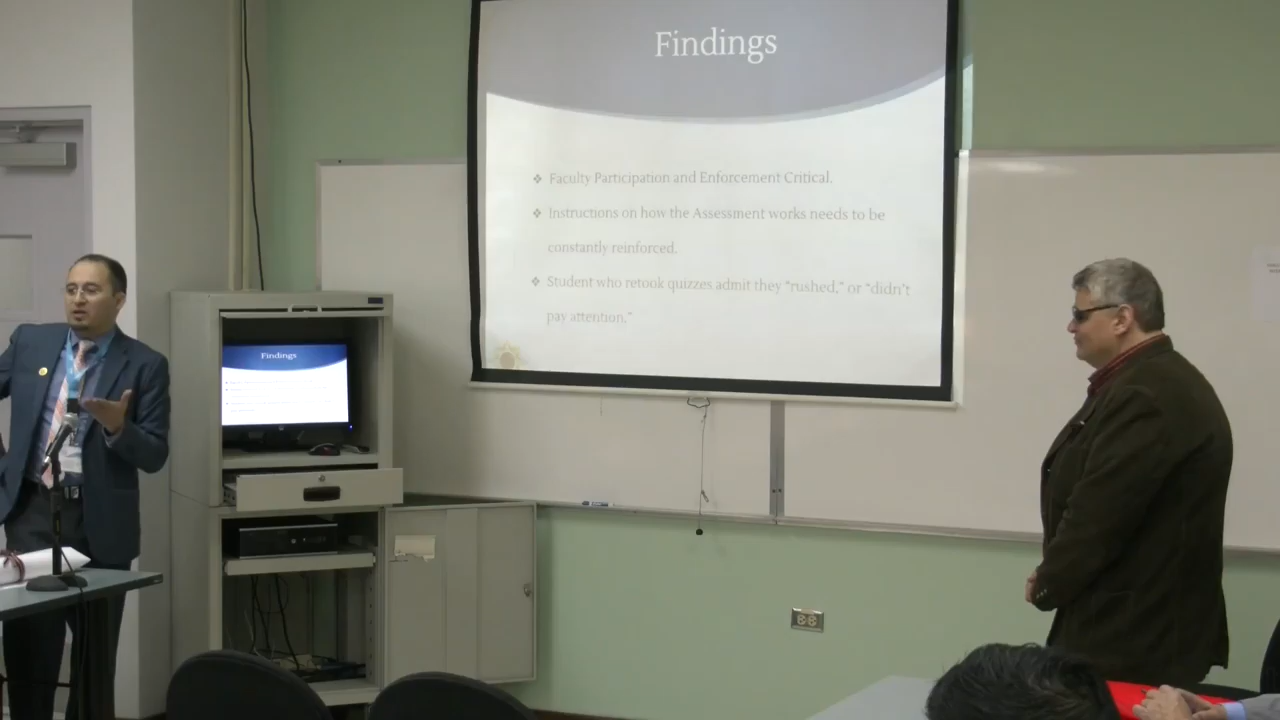 Findings
❖ Faculty Participation and Enforcement Critical.
❖ Instructions on how the Assessment works needs to be
constantly reinforced.
❖ Student who retook quizzes admit they “rushed,” or “didn’t
pay attention.”
Findings